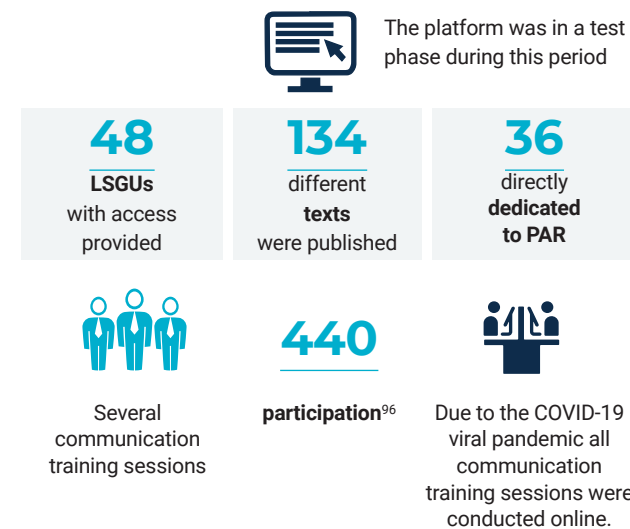 The platform was in a test
phase during this period
48
LSGUs
with access
provided
134
different
texts
were published
36
directly
dedicated
to PAR
Several
communication
training sessions
440
participation96
Due to the COVID-19
viral pandemic all
communication
training sessions were
conducted online.